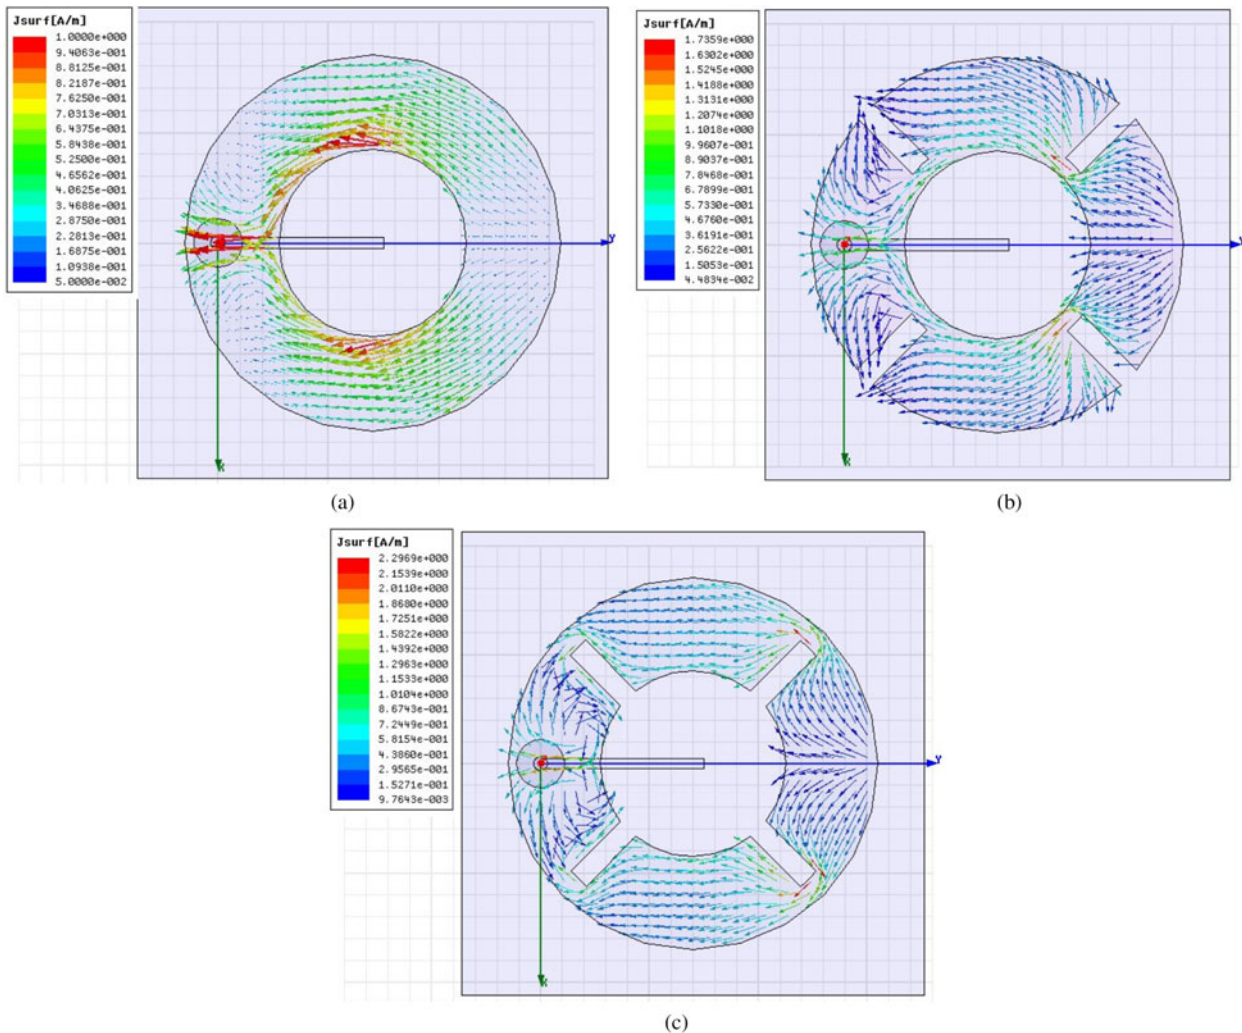 Jsurf[A/m]
1.0000e+000
9.4063e-001
8.8125e-001
8.2187e-001
7.6250e-001
7.0313e-001
6.4375e-001
5.8438e-001
5.2500e-001
4.6562e-001
4.0625e-001
3.4688e-001
2.8750e-001
2.2813e-001
1.6875e-001
1.0938e-001
5.0000e-002
Y
X
(a)
Jsurf[A/m]
1.7359e+000
1.6302e+000
1.5245e+000
1.4188e+000
1.3131e+000
1.2074e+000
1.1018e+000
9.9607e-001
8.9037e-001
7.8468e-001
6.7899e-001
5.7330e-001
4.6760e-001
3.6191e-001
2.5622e-001
1.5053e-001
4.4834e-002
Y
X
(b)
Jsurf[A/m]
2.2969e+000
2.1539e+000
2.0110e+000
1.8680e+000
1.7251e+000
1.5822e+000
1.4392e+000
1.2963e+000
1.1533e+000
1.0104e+000
8.6743e-001
7.2449e-001
5.8154e-001
4.3860e-001
2.9565e-001
1.5271e-001
9.7643e-003
Y
X
(c)